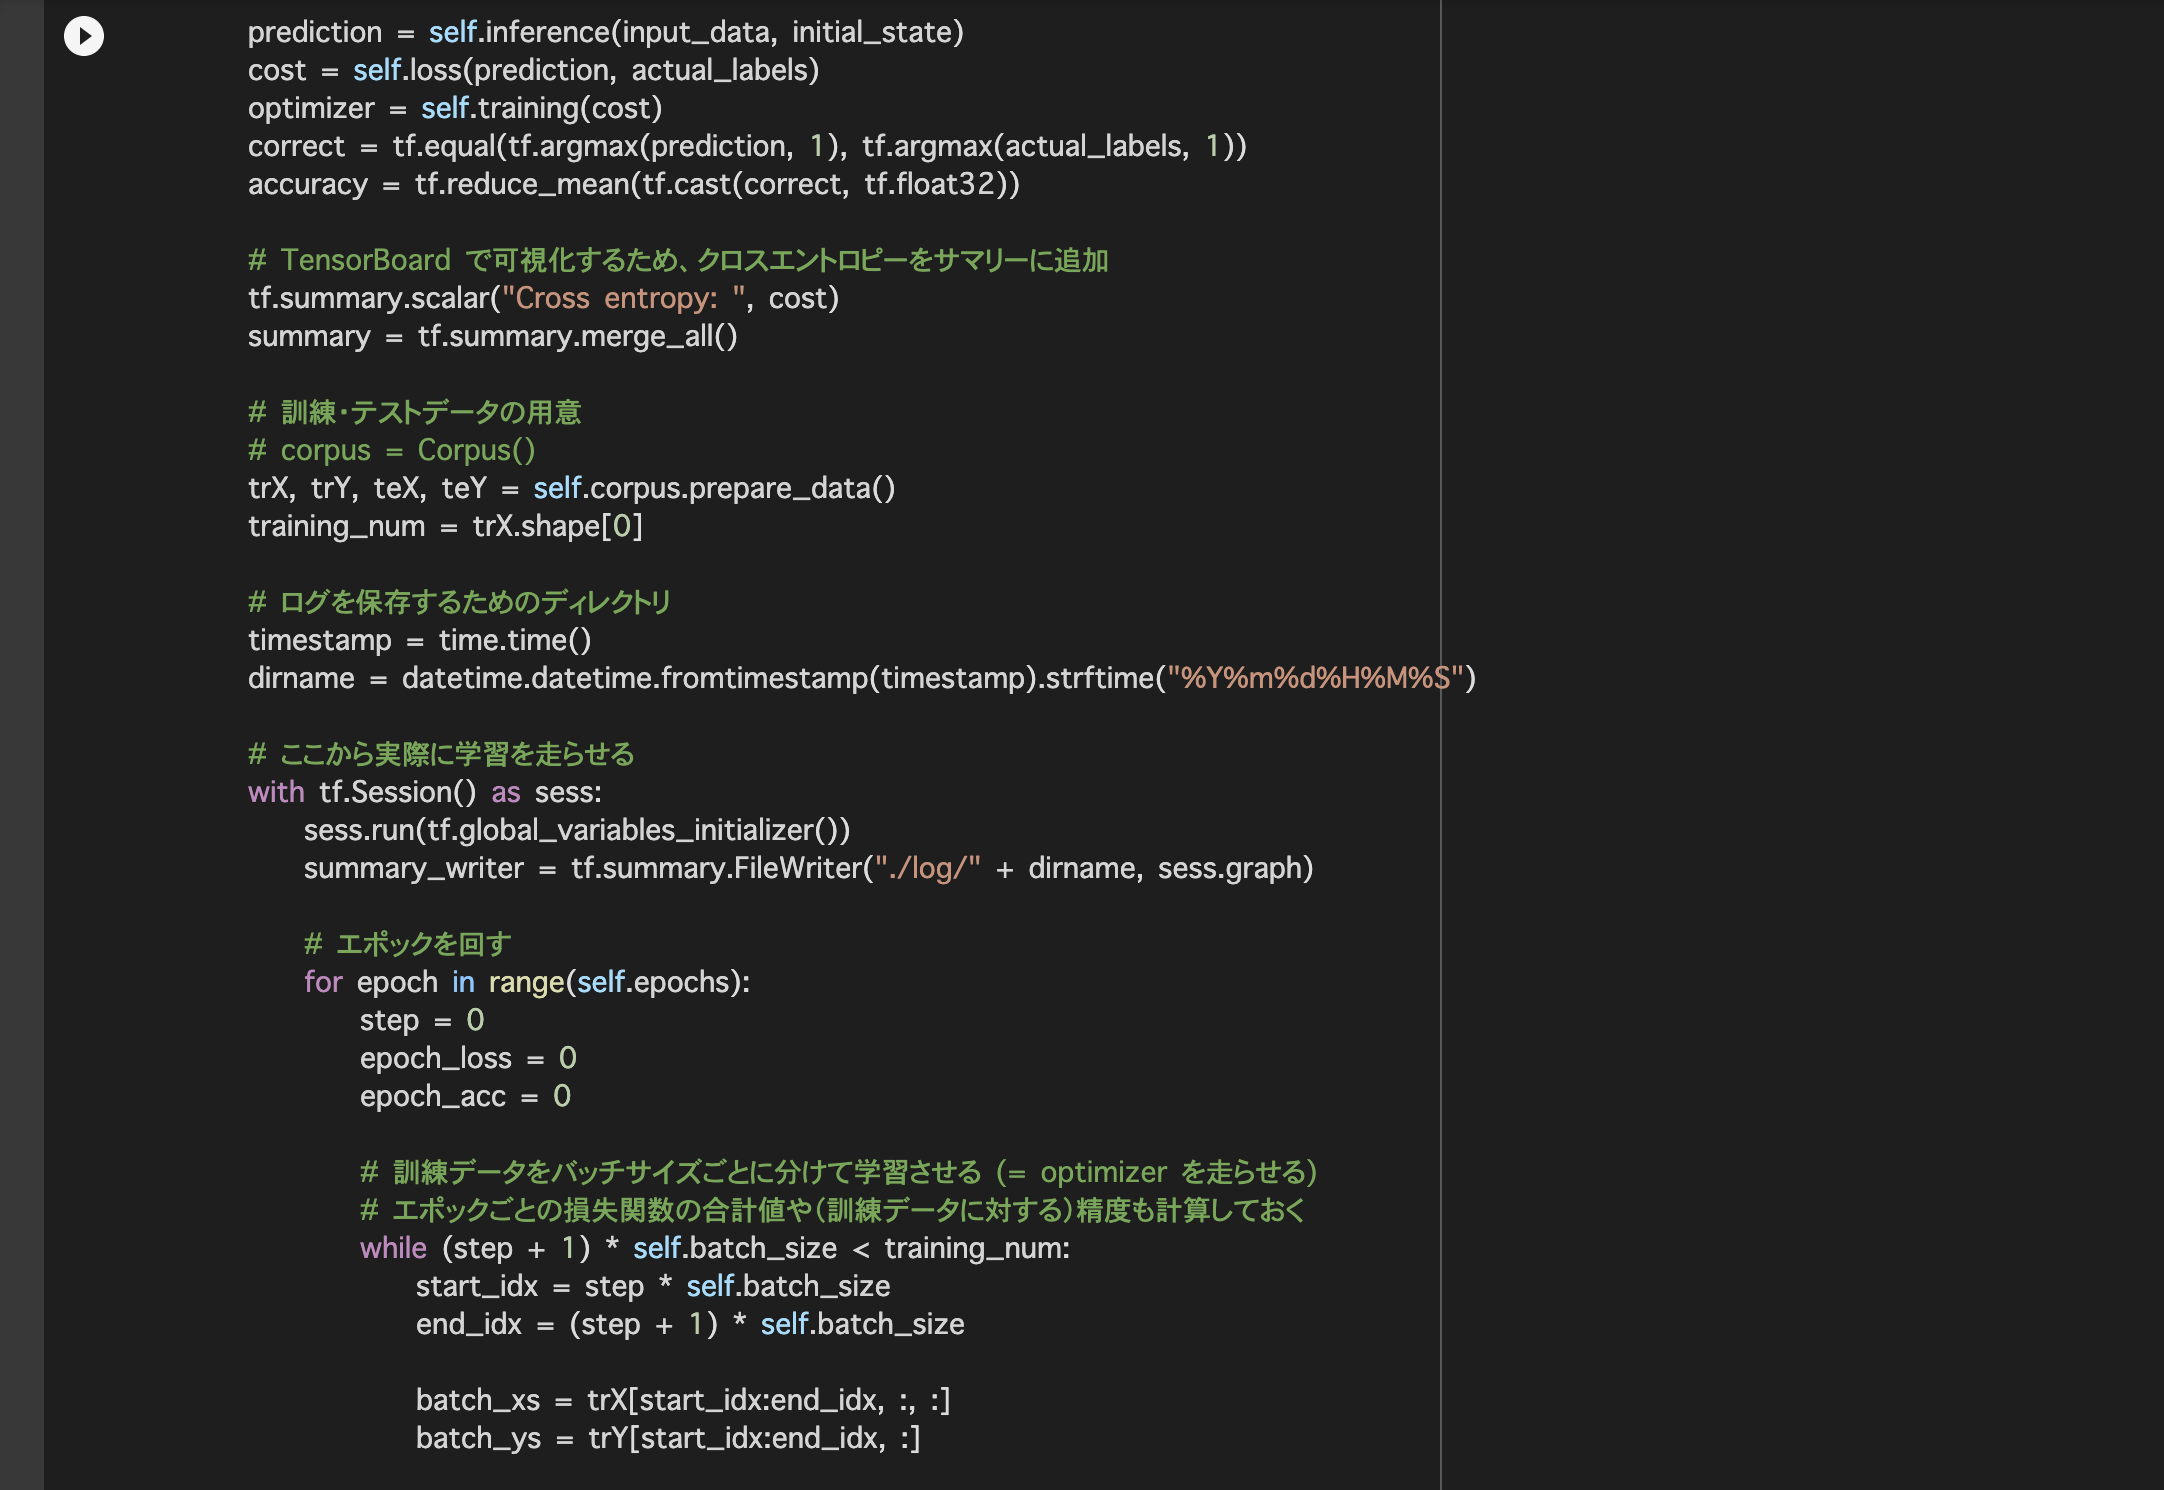 prediction = self.inference(input_data, initial_state)
cost = self.loss(prediction, actual_labels)
optimizer = self.training(cost)
correct = tf.equal(tf.argmax(prediction, 1), tf.argmax(actual_labels, 1))
accuracy = tf.reduce_mean(tf.cast(correct, tf.float32))
# TensorBoard で可視化するため、クロスエントロピーをサマリーに追加
tf.summary.scalar("Cross entropy: ", cost)
summary = tf.summary.merge_all()
# 訓練・テストデータの用意
# corpus = Corpus()
trX, trY, teX, teY = self.corpus.prepare_data()
training_num = trX.shape[0]
# ログを保存するためのディレクトリ
timestamp = time.time()
dirname = datetime.datetime.fromtimestamp(timestamp).strftime("%Y%m%d%H%M%S")
# ここから実際に学習を走らせる
with tf.Session() as sess:
sess.run(tf.global_variables_initializer())
summary_writer = tf.summary.FileWriter("./log/" + dirname, sess.graph)
# エポックを回す
for epoch in range(self.epochs):
step = 0
epoch_loss = 0
epoch_acc = 0
# 訓練データをバッチサイズごとに分けて学習させる (= optimizer を走らせる)
# エポックごとの損失関数の合計値や(訓練データに対する)精度も計算しておく
while (step + 1) * self.batch_size < training_num:
start_idx = step * self.batch_size
end_idx = (step + 1) * self.batch_size
batch_xs = trX[start_idx:end_idx, :, :]
batch_ys = trY[start_idx:end_idx, :]